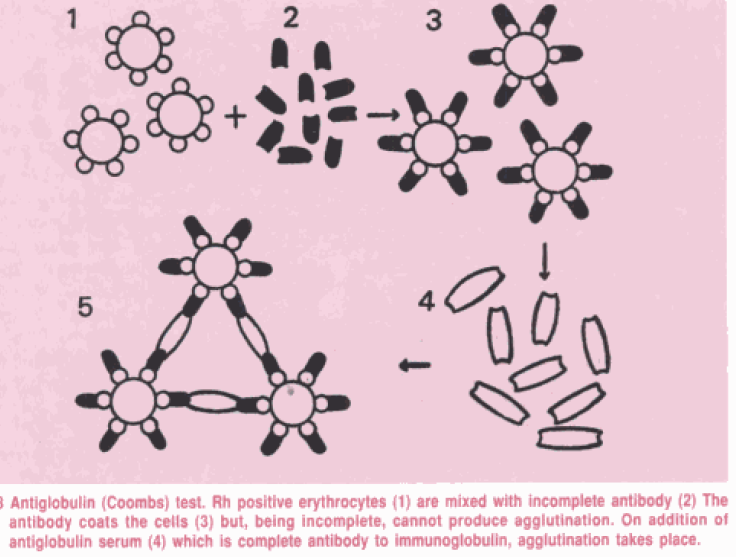 1
2
3
+
4
5
3 Antiglobulin (Coombs) test. Rh positive erythrocytes (1) are mixed with incomplete antibody (2) The
antibody coats the cells (3) but, being incomplete, cannot produce agglutination. On addition of
antiglobulin serum (4) which is complete antibody to immunoglobulin, agglutination takes place.